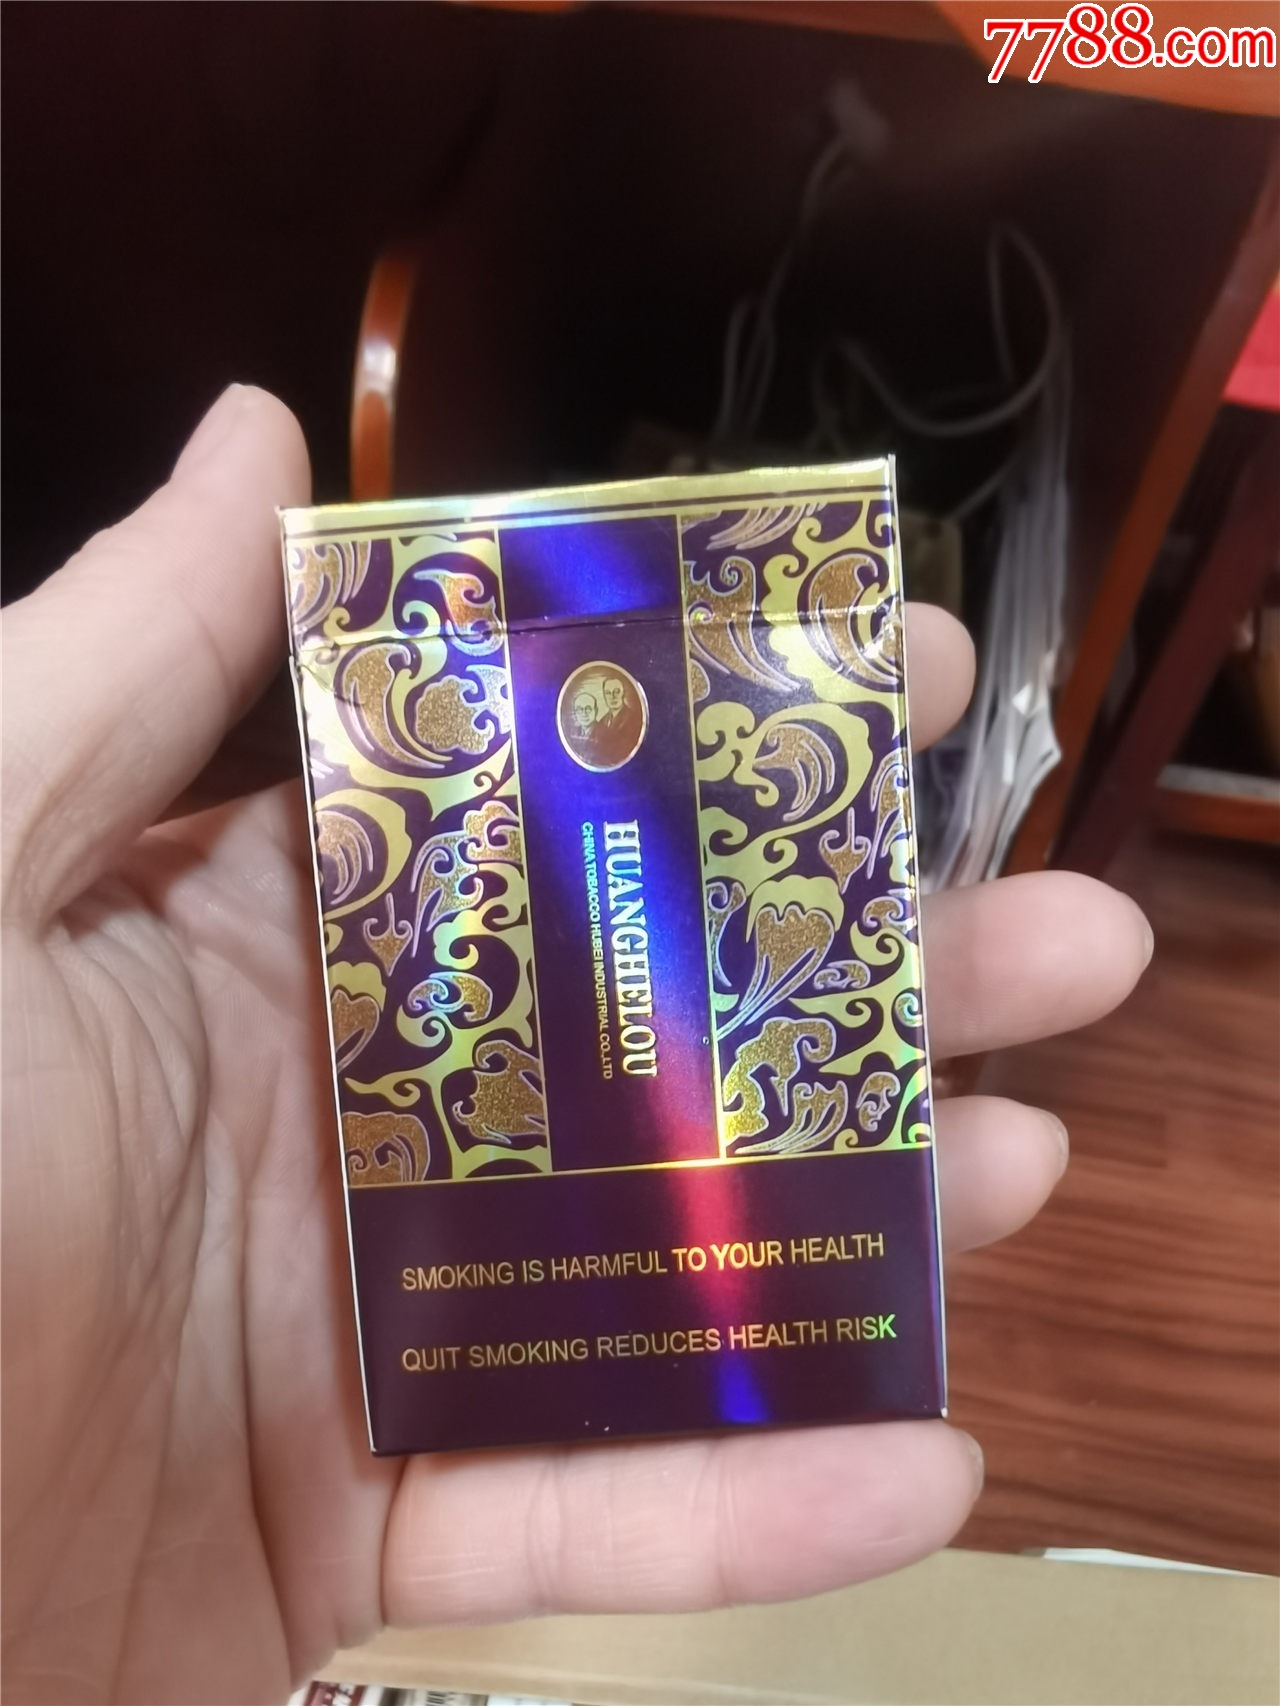 7788.com
HUANGHELOU
CHINA TOBACCO HUBEI INDUSTRIAL CO.,LTD
SMOKING IS HARMFUL TO YOUR HEALTH
QUIT SMOKING REDUCES HEALTH RISK